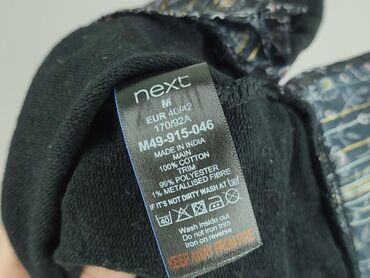 next
M
EUR 40/42
170/92A
M49-915-046
MADE IN INDIA
MAIN
100% COTTON
TRIM
99% POLYESTER
1% METALLISED FIBRE
IF IT'S NOT DIRTY WASH AT 30
40
Wash inside out
Do not iron trim
Iron on reverse
KEEP AWAY FROM FIRE